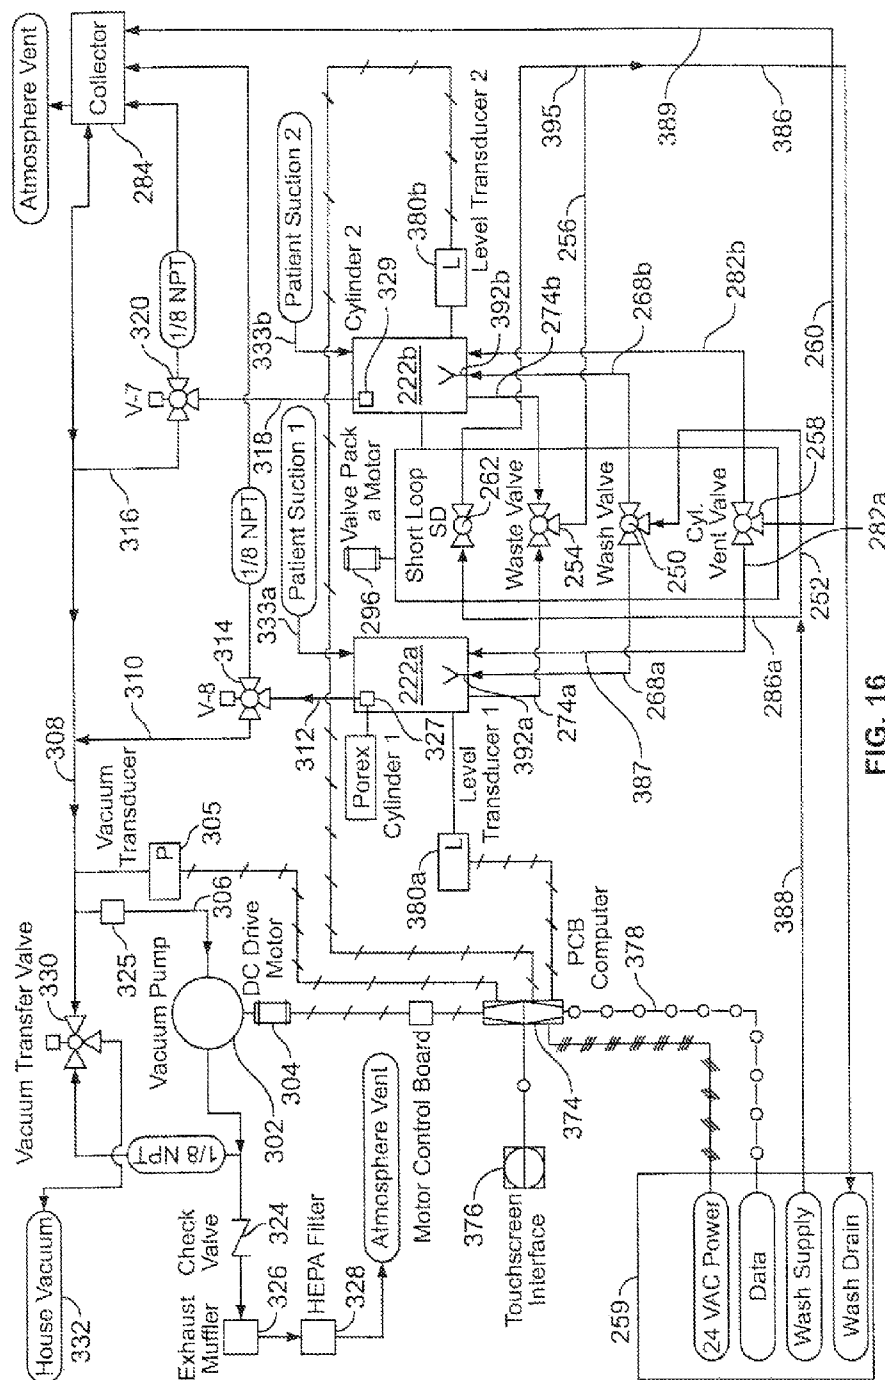 House Vacuum
332
Vacuum Transfer Valve
330
1/8 NPT
Exhaust
Muffler
Check
Valve
324
326
HEPA Filter
328
Atmosphere Vent
Vacuum Pump
302
DC Drive
Motor
304
325
306
Vacuum
Transducer
P
305
308
310
316
Motor Control Board
Touchscreen
Interface
376
374
PCB
Computer
378
259
24 VAC Power
Data
Wash Supply
Wash Drain
388
Level
Transducer 1
L
380a
V-8
314
312
1/8 NPT
Porex
Cylinder 1
327
222a
392a
274a
268a
387
286a
333a
Patient Suction 1
V-7
320
1/8 NPT
318
Valve Pack
a Motor
296
Short Loop
SD
262
Waste Valve
254
Wash Valve
250
Cyl.
Vent Valve
258
252
282a
Atmosphere Vent
Collector
284
333b
Patient Suction 2
Cylinder 2
329
222b
392b
274b
268b
282b
260
L
380b
Level Transducer 2
256
395
389
386
FIG. 16